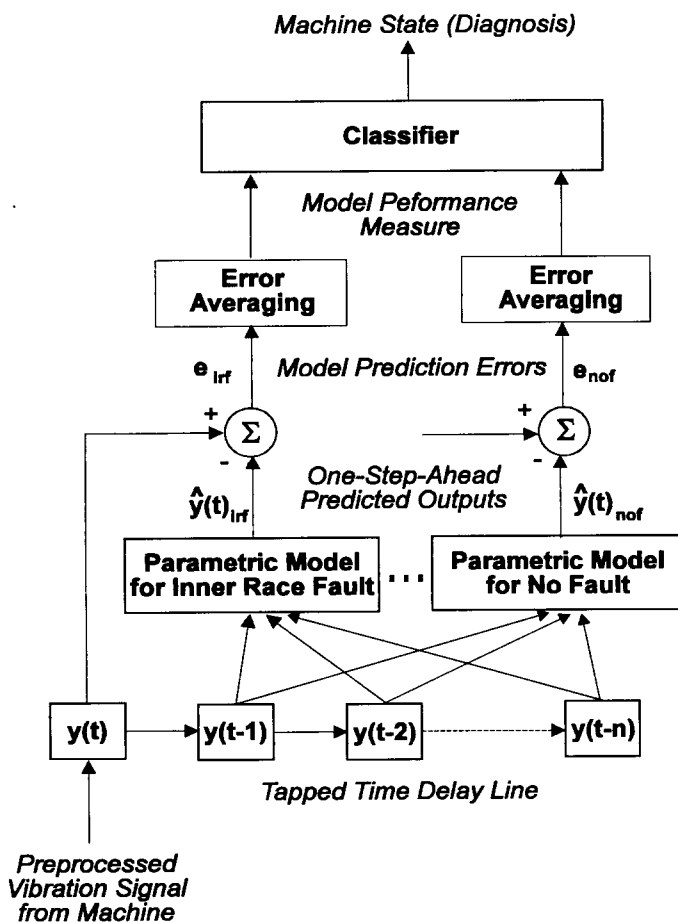 Machine State (Diagnosis)
Classifier
Model Peformance
Measure
Error
Averaging
Error
Averaging
e irf
Model Prediction Errors
e nof
+
+
Σ
Σ
-
-
One-Step-Ahead
Predicted Outputs
ŷ(t) irf
ŷ(t) nof
Parametric Model
for Inner Race Fault
...
Parametric Model
for No Fault
y(t)
y(t-1)
y(t-2)
y(t-n)
Tapped Time Delay Line
Preprocessed
Vibration Signal
from Machine